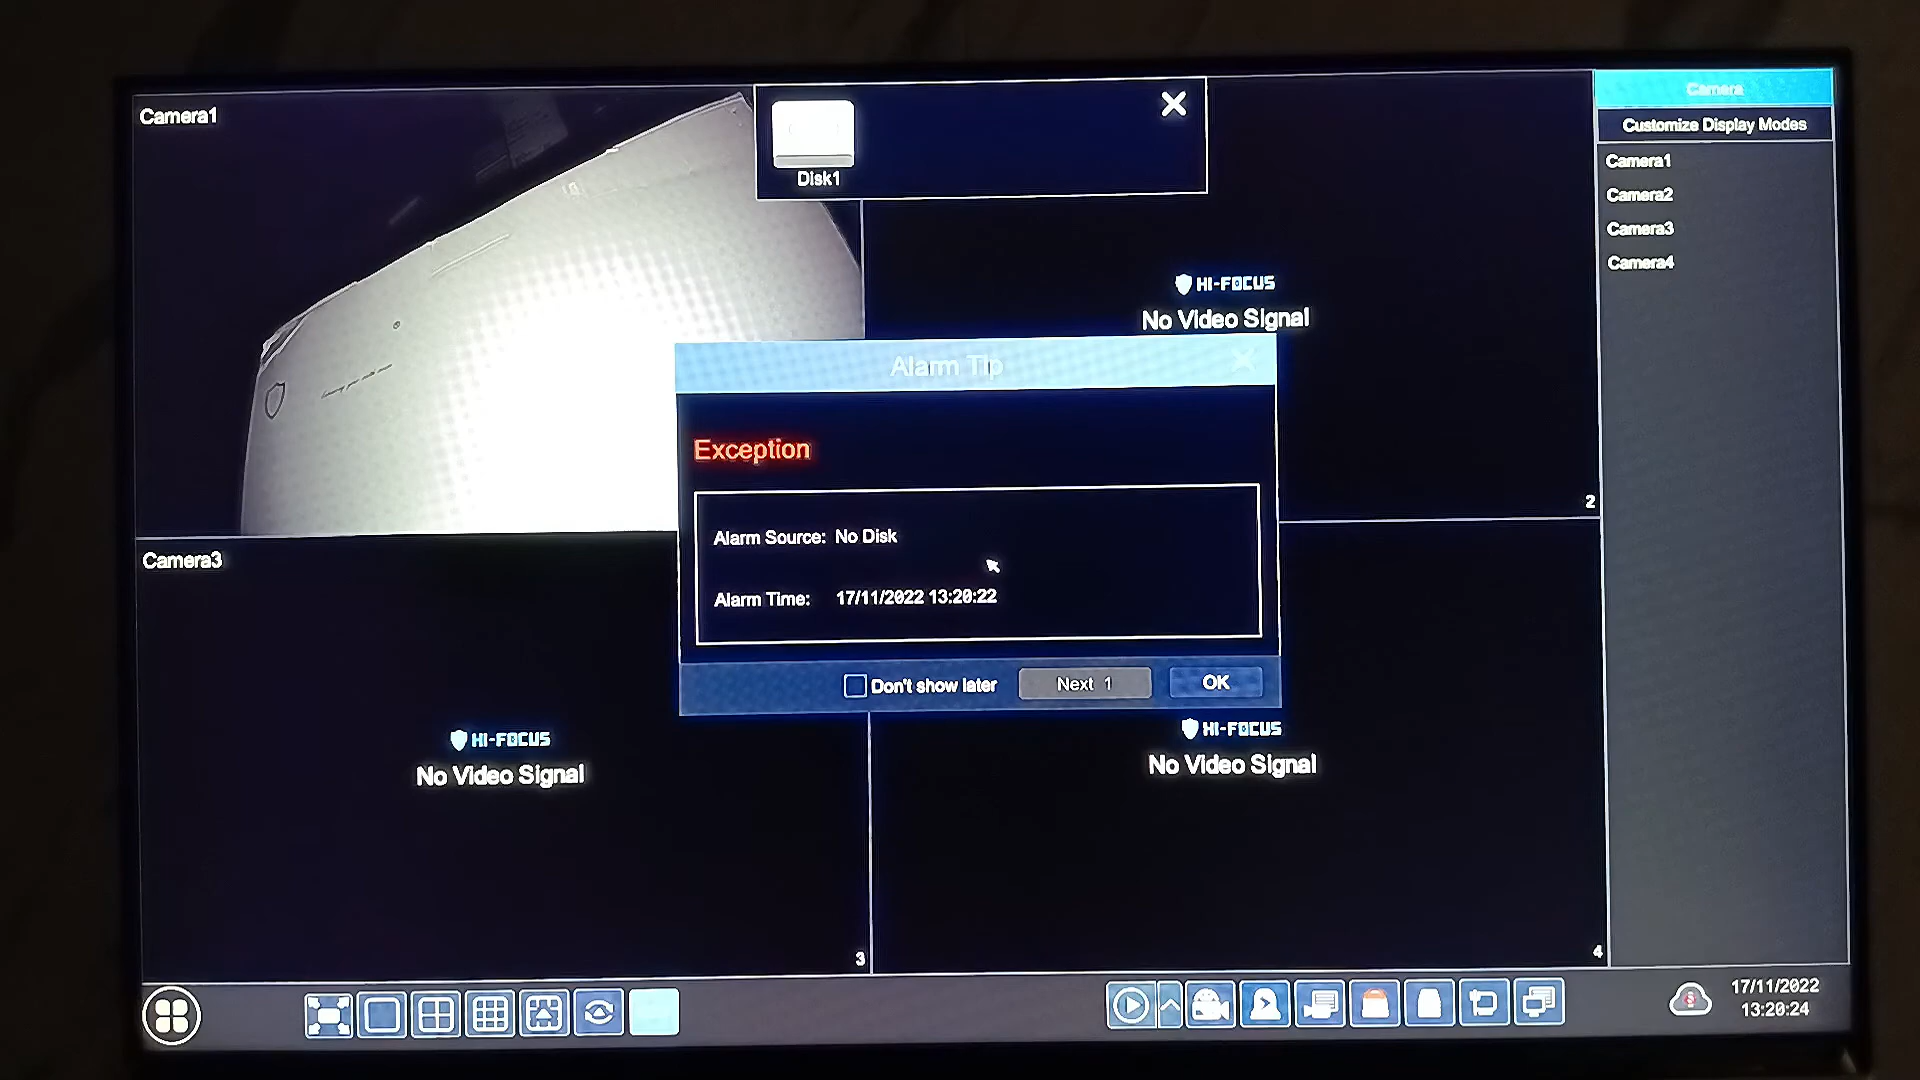 Camera1
Disk1
Camera
Customize Display Modes
Camera1
Camera2
Camera3
Camera4
HI-FOCUS
No Video Signal
Alarm Tip
Exception
Alarm Source: No Disk
Alarm Time: 17/11/2022 13:20:22
Don't show later
Next 1
OK
2
Camera3
HI-FOCUS
No Video Signal
HI-FOCUS
No Video Signal
3
4
17/11/2022
13:20:24